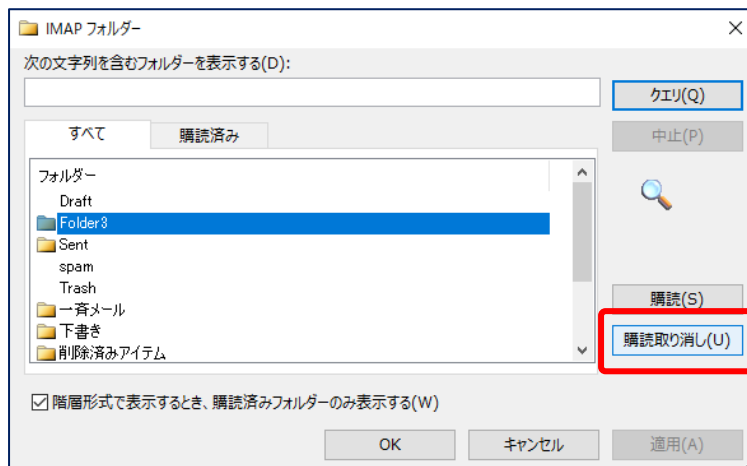 IMAP フォルダー
次の文字列を含むフォルダーを表示する(D):
クエリ(Q)
すべて
購読済み
中止(P)
フォルダー
Draft
Folder3
Sent
spam
Trash
一斉メール
下書き
削除済みアイテム
購読(S)
購読取り消し(U)
階層形式で表示するとき、購読済みフォルダーのみ表示する(W)
OK
キャンセル
適用(A)